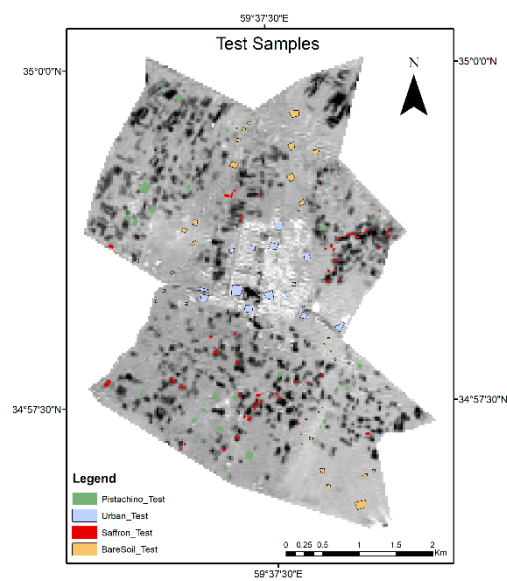 59°37'30"E
Test Samples
35°0'0"N
35°0'0"N
N
34°57'30"N
34°57'30"N
Legend
Pistachino_Test
Urban_Test
Saffron_Test
BareSoil_Test
0 0.25 0.5 1 1.5 2
Km
59°37'30"E